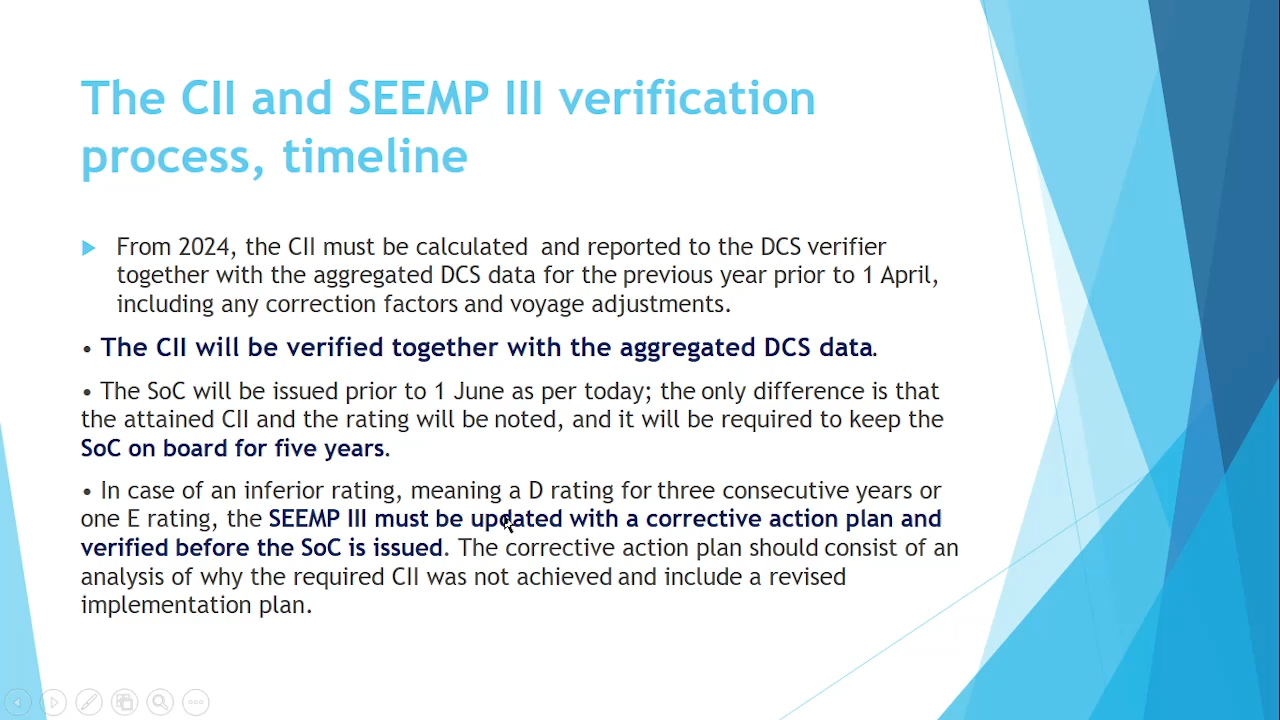 The CII and SEEMP III verification
process, timeline
From 2024, the CII must be calculated and reported to the DCS verifier
together with the aggregated DCS data for the previous year prior to 1 April,
including any correction factors and voyage adjustments.
• The CII will be verified together with the aggregated DCS data.
• The SoC will be issued prior to 1 June as per today; the only difference is that
the attained CII and the rating will be noted, and it will be required to keep the
SoC on board for five years.
• In case of an inferior rating, meaning a D rating for three consecutive years or
one E rating, the SEEMP III must be updated with a corrective action plan and
verified before the SoC is issued. The corrective action plan should consist of an
analysis of why the required CII was not achieved and include a revised
implementation plan.